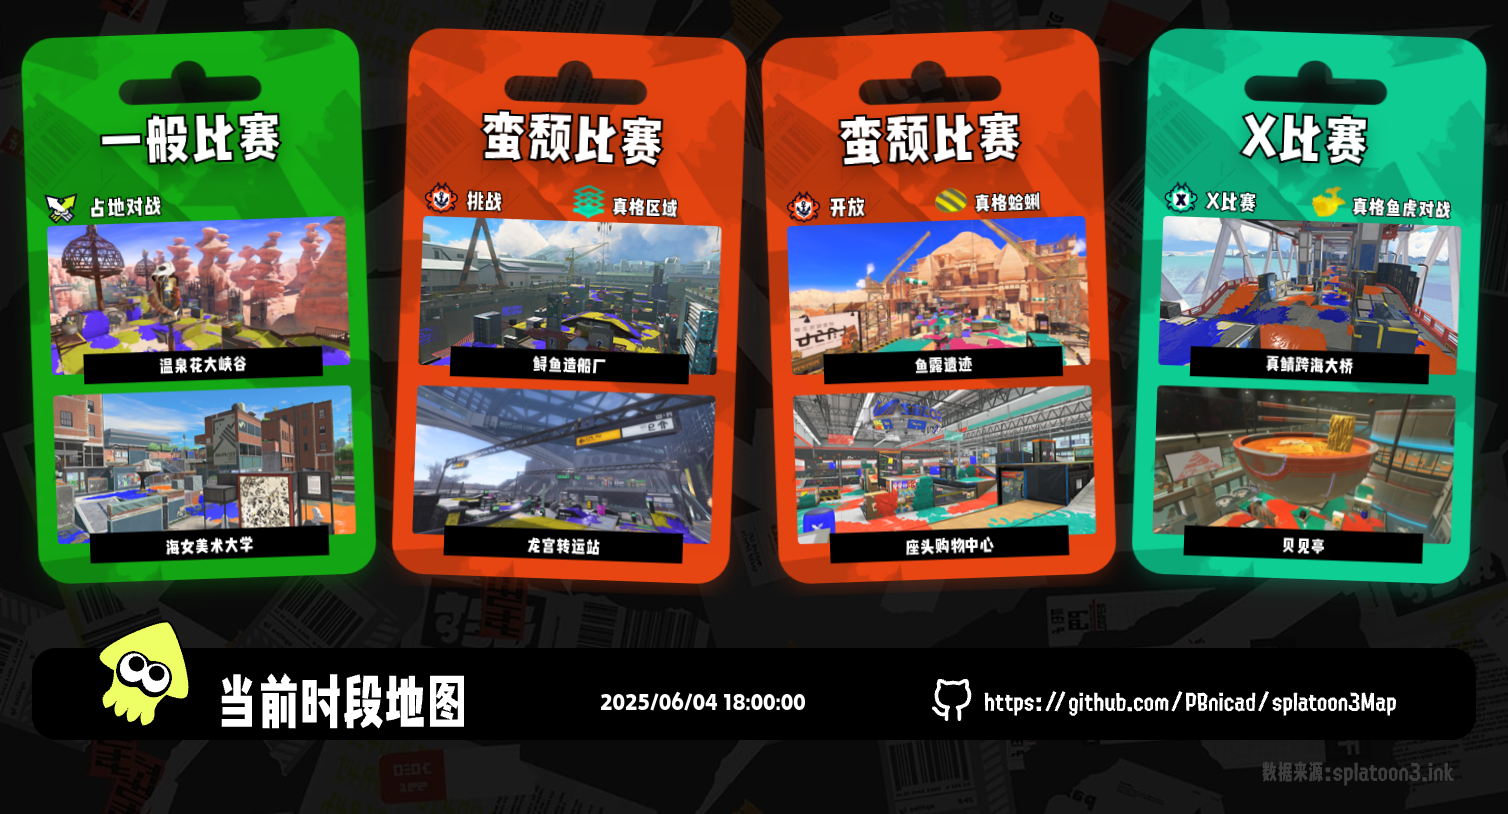 一般比赛
占地对战
温泉花大峡谷
海女美术大学
蛮颓比赛
挑战
真格区域
鲟鱼造船厂
龙宫转运站
蛮颓比赛
开放
真格蛤蜊
鱼露遗迹
座头购物中心
X比赛
X比赛
真格鱼虎对战
真鲭跨海大桥
贝见亭
当前时段地图
2025/06/04 18:00:00
https://github.com/PBnicad/splatoon3Map
数据来源:splatoon3.ink